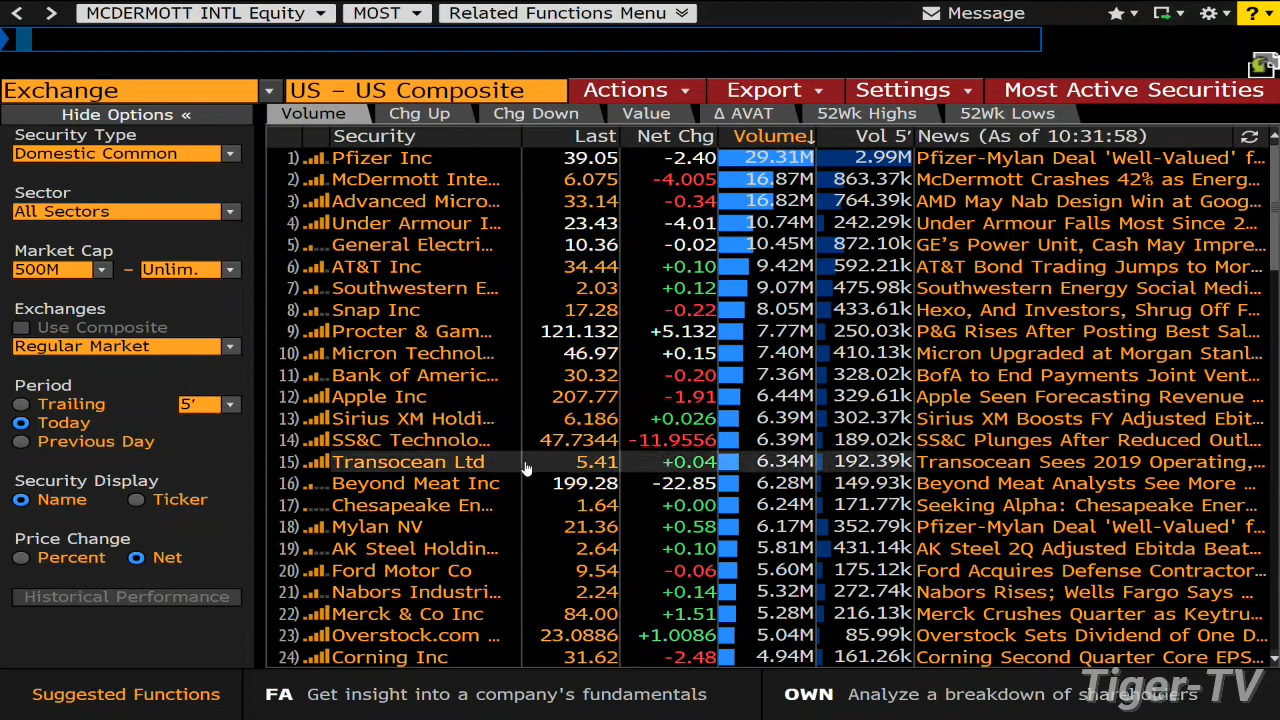 MCDERMOTT INTL Equity MOST Related Functions Menu Message ?
Exchange US - US Composite Actions Export Settings Most Active Securities
Hide Options « Volume Chg Up Chg Down Value Δ AVAT 52Wk Highs 52Wk Lows
Security Type
Domestic Common
Sector
All Sectors
Market Cap
500M - Unlim.
Exchanges
Use Composite
Regular Market
Period
Trailing 5'
Today
Previous Day
Security Display
Name Ticker
Price Change
Percent Net
Historical Performance
Security Last Net Chg Volume↓ Vol 5' News (As of 10:31:58)
1) Pfizer Inc 39.05 -2.40 29.31M 2.99M Pfizer-Mylan Deal 'Well-Valued' f...
2) McDermott Inte... 6.075 -4.005 16.87M 863.37k McDermott Crashes 42% as Energ...
3) Advanced Micro... 33.14 -0.34 16.82M 764.39k AMD May Nab Design Win at Goog...
4) Under Armour I... 23.43 -4.01 10.74M 242.29k Under Armour Falls Most Since 2...
5) General Electri... 10.36 -0.02 10.45M 872.10k GE's Power Unit, Cash May Impre...
6) AT&T Inc 34.44 +0.10 9.42M 592.21k AT&T Bond Trading Jumps to Mor...
7) Southwestern E... 2.03 +0.12 9.07M 475.98k Southwestern Energy Social Medi...
8) Snap Inc 17.28 -0.22 8.05M 433.61k Hexo, And Investors, Shrug Off F...
9) Procter & Gam... 121.132 +5.132 7.77M 250.03k P&G Rises After Posting Best Sal...
10) Micron Technol... 46.97 +0.15 7.40M 410.13k Micron Upgraded at Morgan Stanl...
11) Bank of Americ... 30.32 -0.20 7.36M 328.02k BofA to End Payments Joint Vent...
12) Apple Inc 207.77 -1.91 6.44M 329.61k Apple Seen Forecasting Revenue ...
13) Sirius XM Holdi... 6.186 +0.026 6.39M 302.37k Sirius XM Boosts FY Adjusted Ebit...
14) SS&C Technolo... 47.7344 -11.9556 6.39M 189.02k SS&C Plunges After Reduced Outl...
15) Transocean Ltd 5.41 +0.04 6.34M 192.39k Transocean Sees 2019 Operating,...
16) Beyond Meat Inc 199.28 -22.85 6.28M 149.93k Beyond Meat Analysts See More ...
17) Chesapeake En... 1.64 +0.00 6.24M 171.77k Seeking Alpha: Chesapeake Ener...
18) Mylan NV 21.36 +0.58 6.17M 352.79k Pfizer-Mylan Deal 'Well-Valued' f...
19) AK Steel Holdin... 2.64 +0.10 5.81M 431.14k AK Steel 2Q Adjusted Ebitda Beat...
20) Ford Motor Co 9.54 -0.06 5.60M 175.12k Ford Acquires Defense Contractor...
21) Nabors Industri... 2.24 +0.14 5.32M 272.74k Nabors Rises; Wells Fargo Says ...
22) Merck & Co Inc 84.00 +1.51 5.28M 216.13k Merck Crushes Quarter as Keytru...
23) Overstock.com ... 23.0886 +1.0086 5.04M 85.99k Overstock Sets Dividend of One D...
24) Corning Inc 31.62 -2.48 4.94M 161.26k Corning Second Quarter Core EPS...
Suggested Functions FA Get insight into a company's fundamentals OWN Analyze a breakdown of shareholders
Tiger-TV